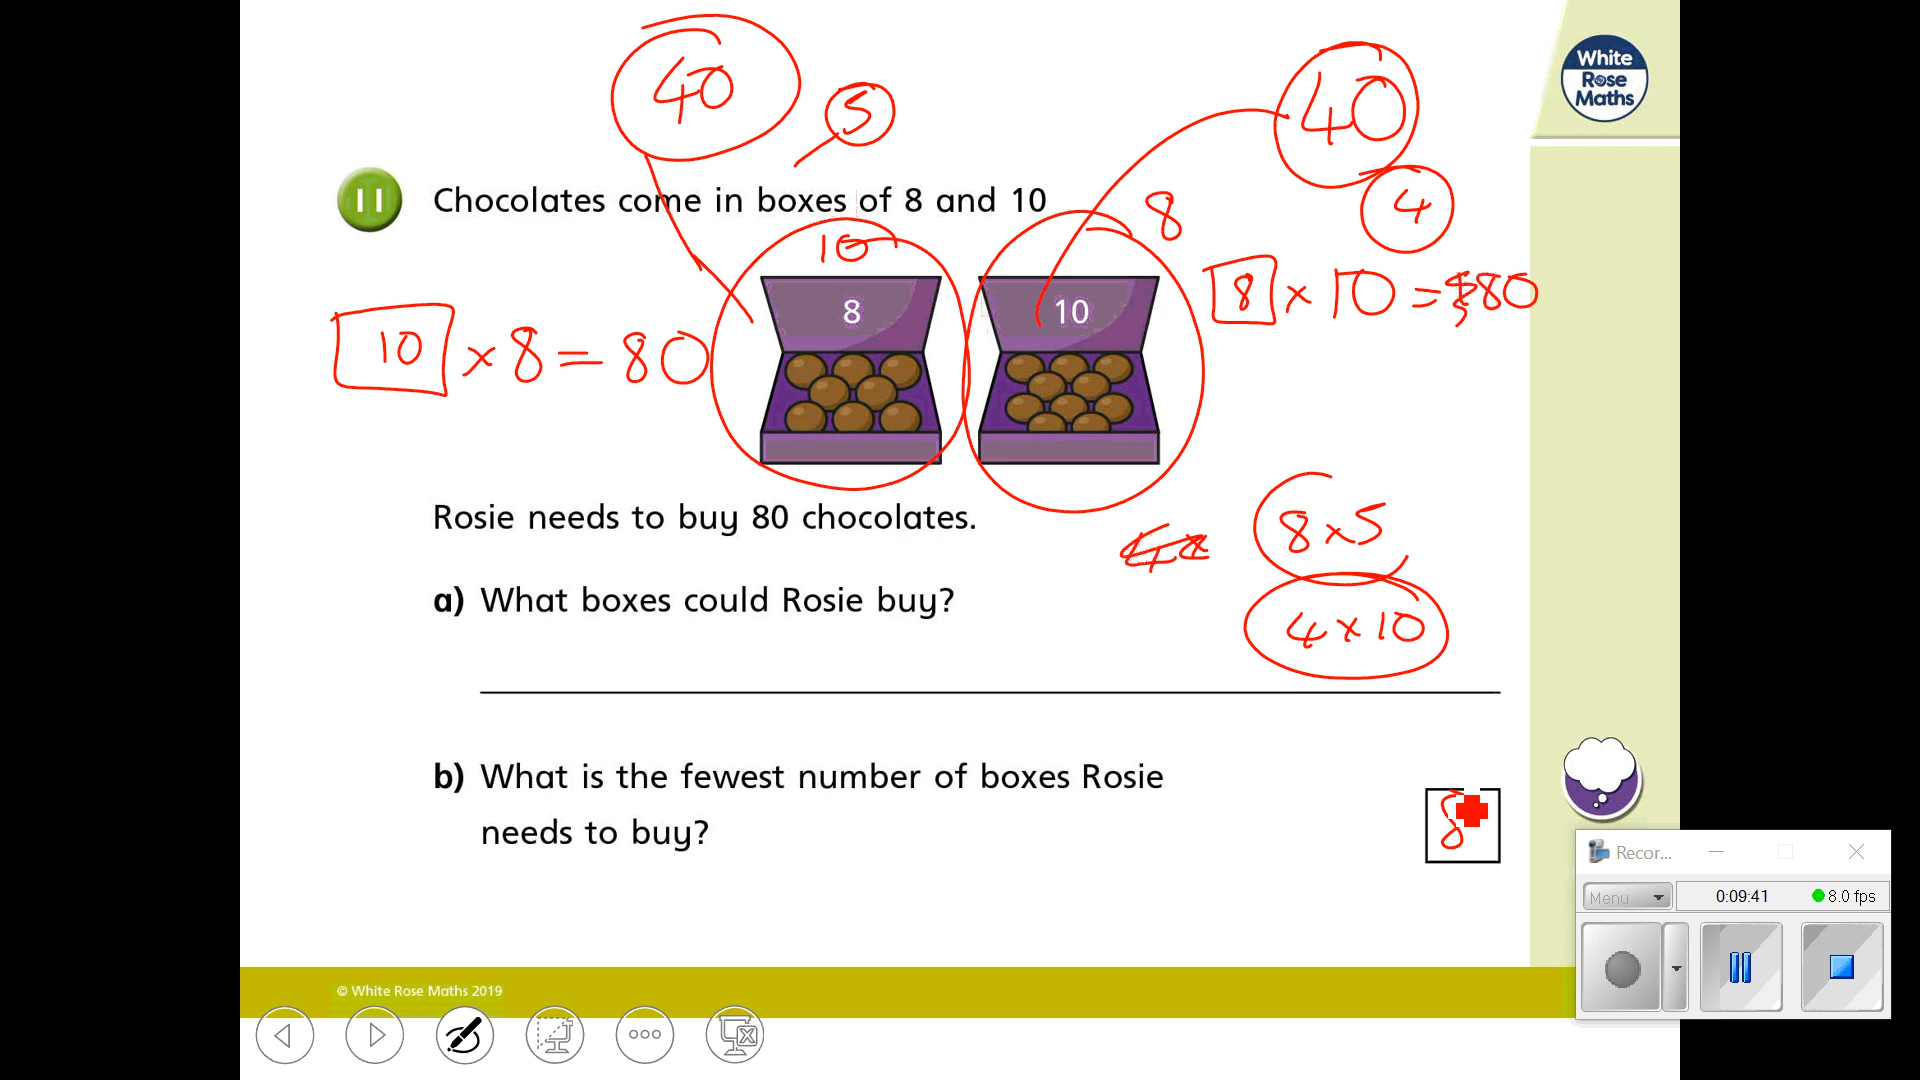 40
5
40
White
Rose
Maths
11 Chocolates come in boxes of 8 and 10
4
10
8
8
10
8 × 10 = 80
10 × 8 = 80
Rosie needs to buy 80 chocolates.
8 × 5
a) What boxes could Rosie buy?
4 × 10
b) What is the fewest number of boxes Rosie
needs to buy?
8
Recor...
Menu
0:09:41
8.0 fps
© White Rose Maths 2019